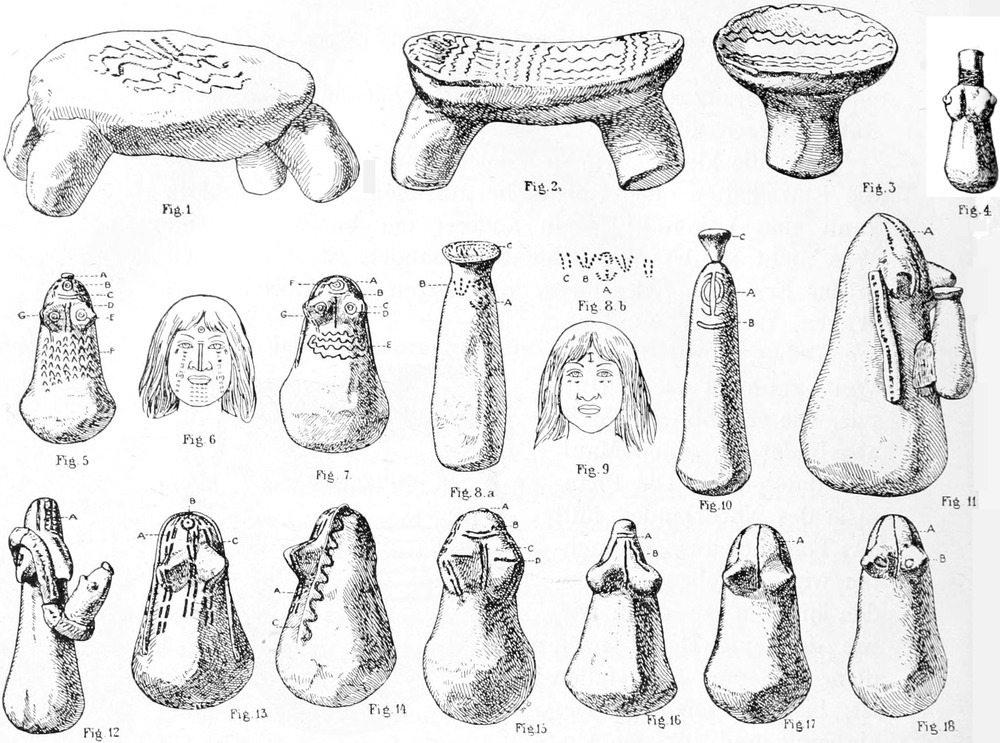 Fig. 1
Fig. 2.
Fig. 3
Fig. 4
A
B
C
D
E
G
F
Fig. 5
Fig. 6
A
B
C
D
G
E
Fig. 7.
C
B
A
Fig. 8.a
C B
A
Fig. 8.b
Fig. 9
C
A
B
Fig. 10
A
Fig. 11
A
Fig. 12
B
A
C
Fig. 13.
A
C
Fig. 14
A
B
C
D
Fig. 15
A
B
Fig. 16
A
Fig. 17
A
B
Fig. 18.